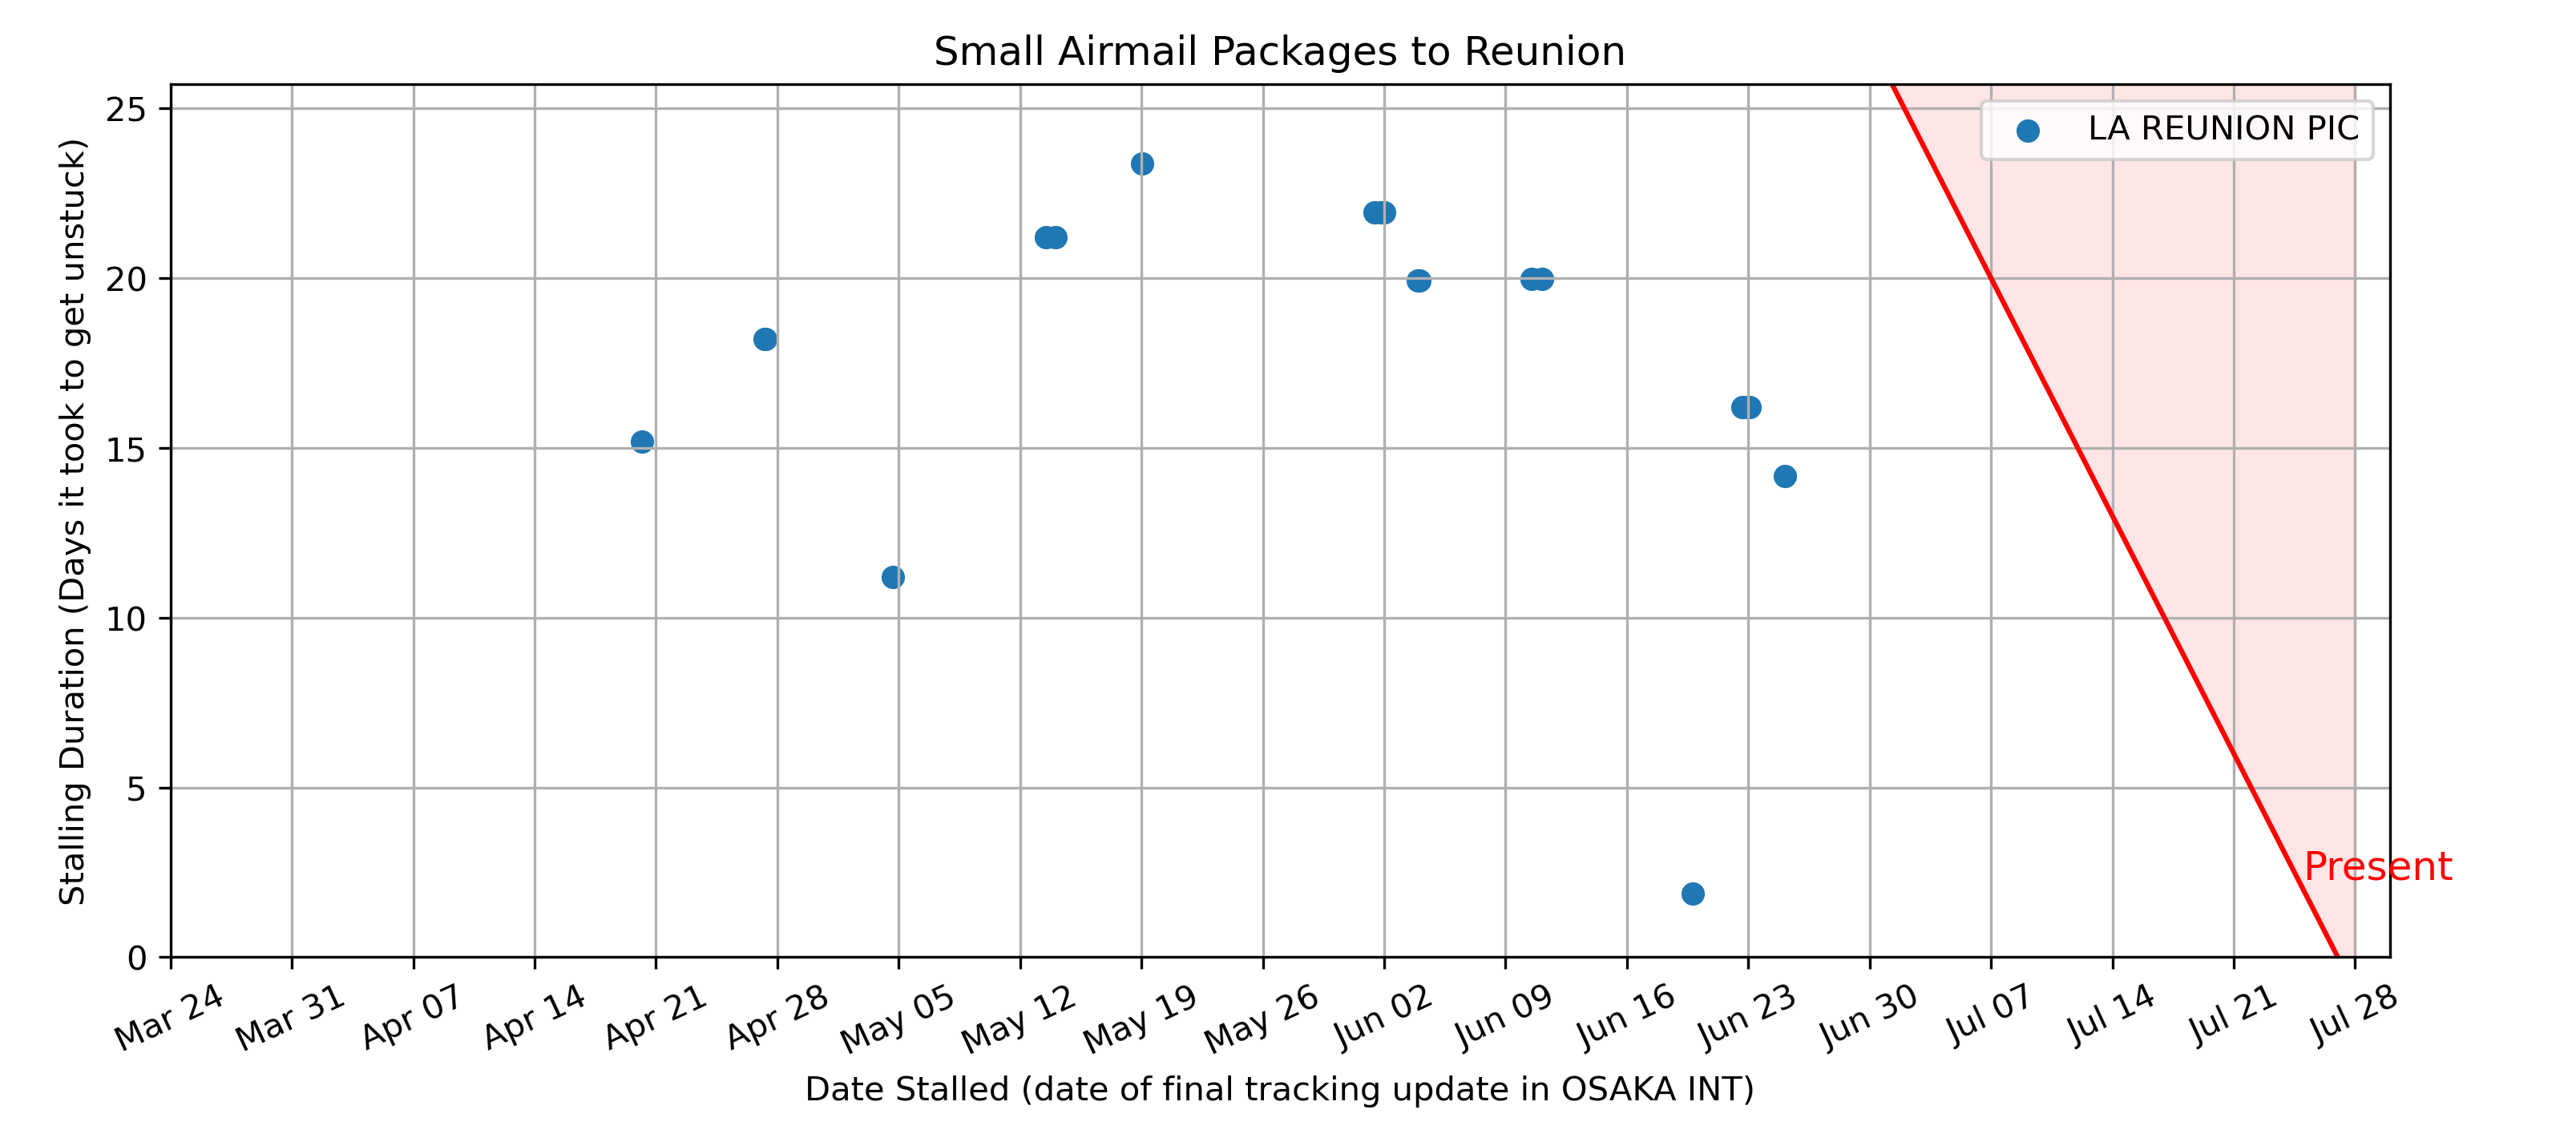 Small Airmail Packages to Reunion
LA REUNION PIC
Stalling Duration (Days it took to get unstuck)
25
20
15
10
5
0
Present
Mar 24
Mar 31
Apr 07
Apr 14
Apr 21
Apr 28
May 05
May 12
May 19
May 26
Jun 02
Jun 09
Jun 16
Jun 23
Jun 30
Jul 07
Jul 14
Jul 21
Jul 28
Date Stalled (date of final tracking update in OSAKA INT)